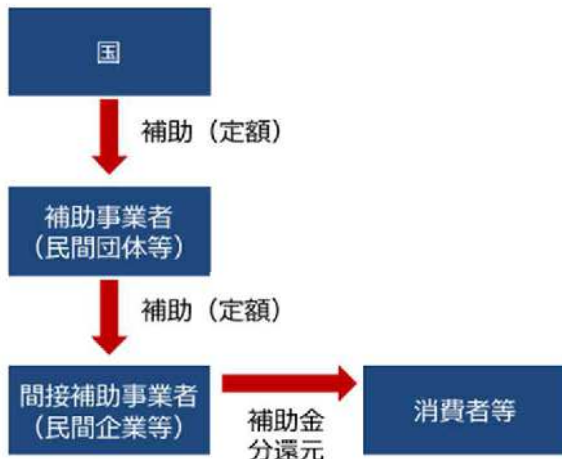 国
補助（定額）
補助事業者
（民間団体等）
補助（定額）
間接補助事業者
（民間企業等）
補助金
分還元
消費者等